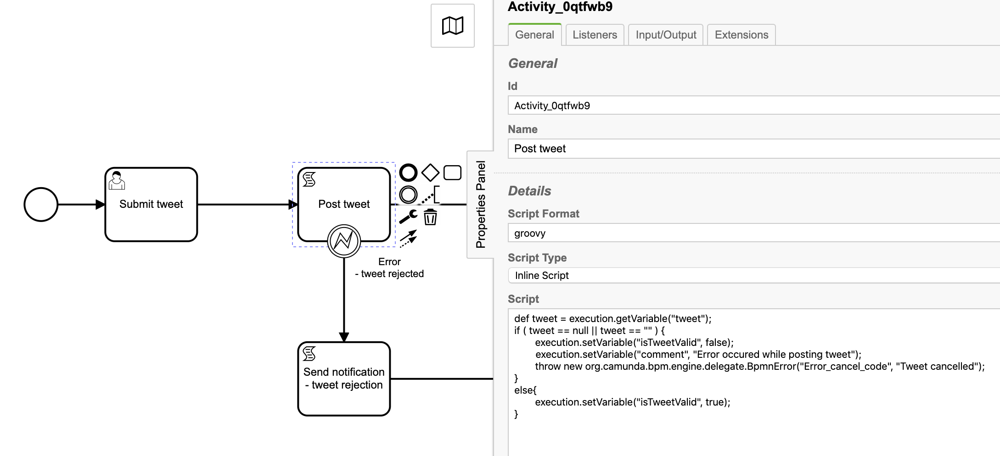 Activity_0qtfwb9
General
Listeners
Input/Output
Extensions
General
Id
Activity_0qtfwb9
Name
Post tweet
Properties Panel
Details
Script Format
groovy
Script Type
Inline Script
Script
def tweet = execution.getVariable("tweet");
if ( tweet == null || tweet == "" ) {
execution.setVariable("isTweetValid", false);
execution.setVariable("comment", "Error occured while posting tweet");
throw new org.camunda.bpm.engine.delegate.BpmnError("Error_cancel_code", "Tweet cancelled");
}
else{
execution.setVariable("isTweetValid", true);
}
Submit tweet
Post tweet
Error
- tweet rejected
Send notification
- tweet rejection